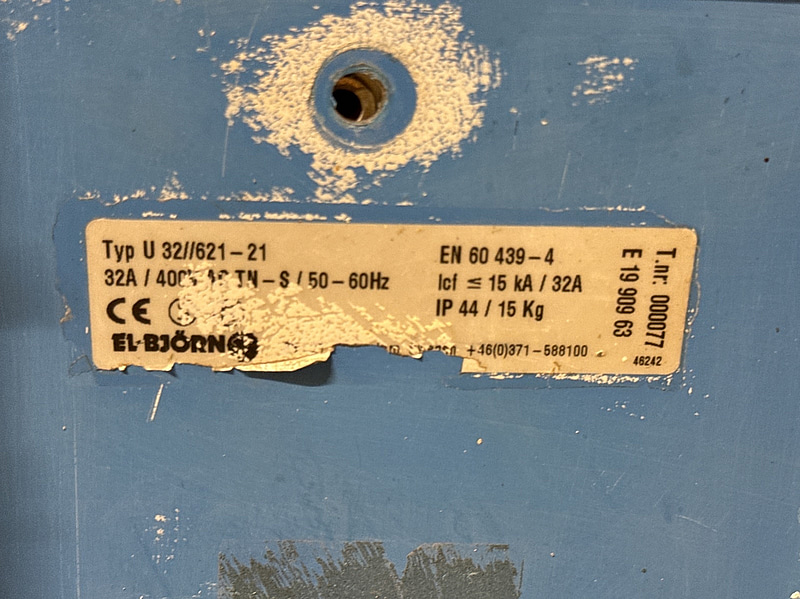 Typ U 32//621-21
32A / 400V AC TN-S / 50-60Hz
CE
EL-BJÖRN
EN 60 439-4
Icf ≤ 15 kA / 32A
IP 44 / 15 Kg
+46(0)371-588100
T.nr. 000077
E 19 909 63
46242